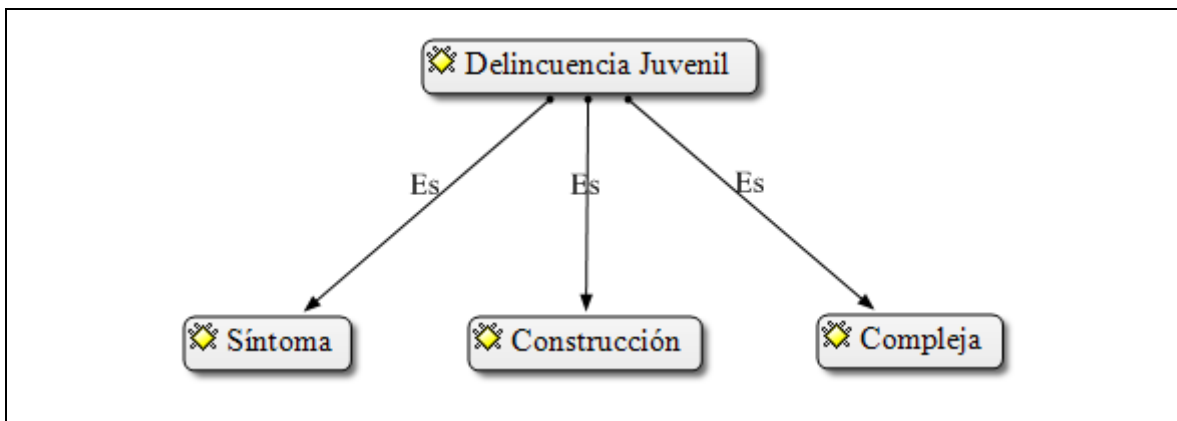 Delincuencia Juvenil
Es
Es
Es
Síntoma
Construcción
Compleja